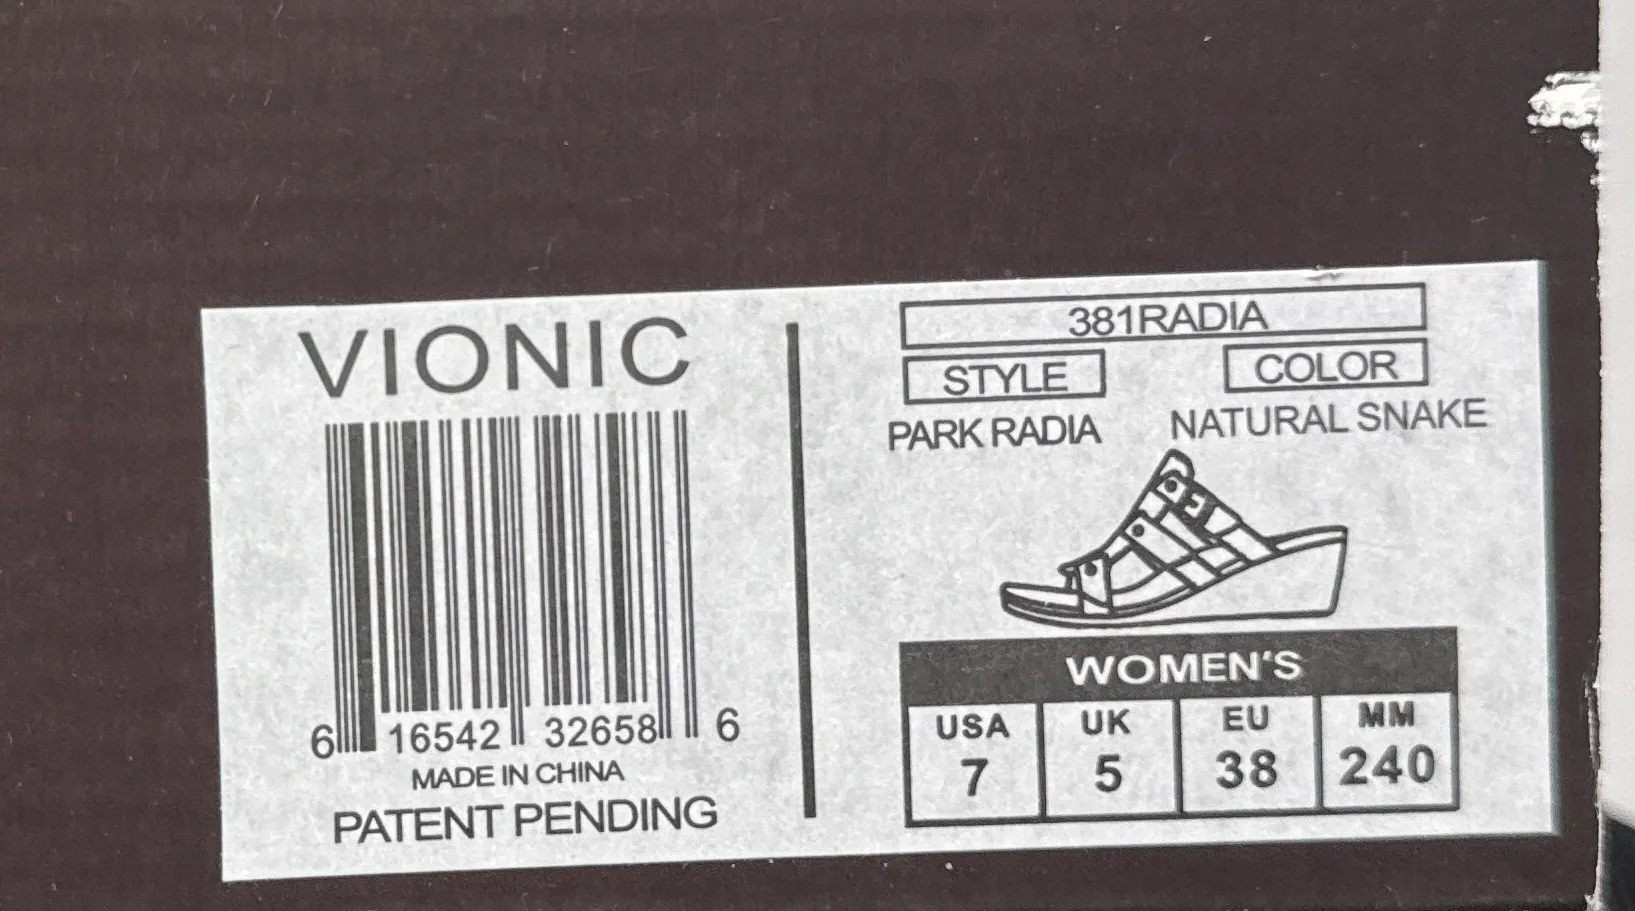 VIONIC
6 16542 32658 6
MADE IN CHINA
PATENT PENDING
381RADIA
STYLE COLOR
PARK RADIA NATURAL SNAKE
WOMEN'S
USA UK EU MM
7 5 38 240